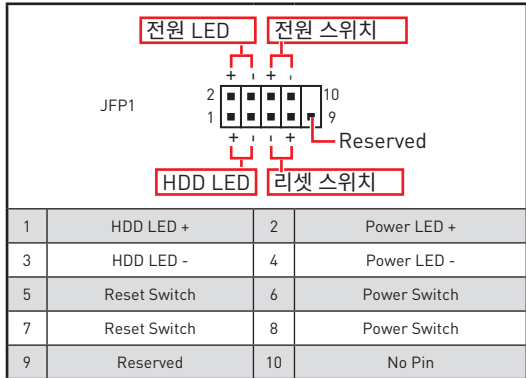 전원 LED 전원 스위치
+ - + -
JFP1
2 10
1 9
+ - - +
Reserved
HDD LED 리셋 스위치
1 HDD LED + 2 Power LED +
3 HDD LED - 4 Power LED -
5 Reset Switch 6 Power Switch
7 Reset Switch 8 Power Switch
9 Reserved 10 No Pin